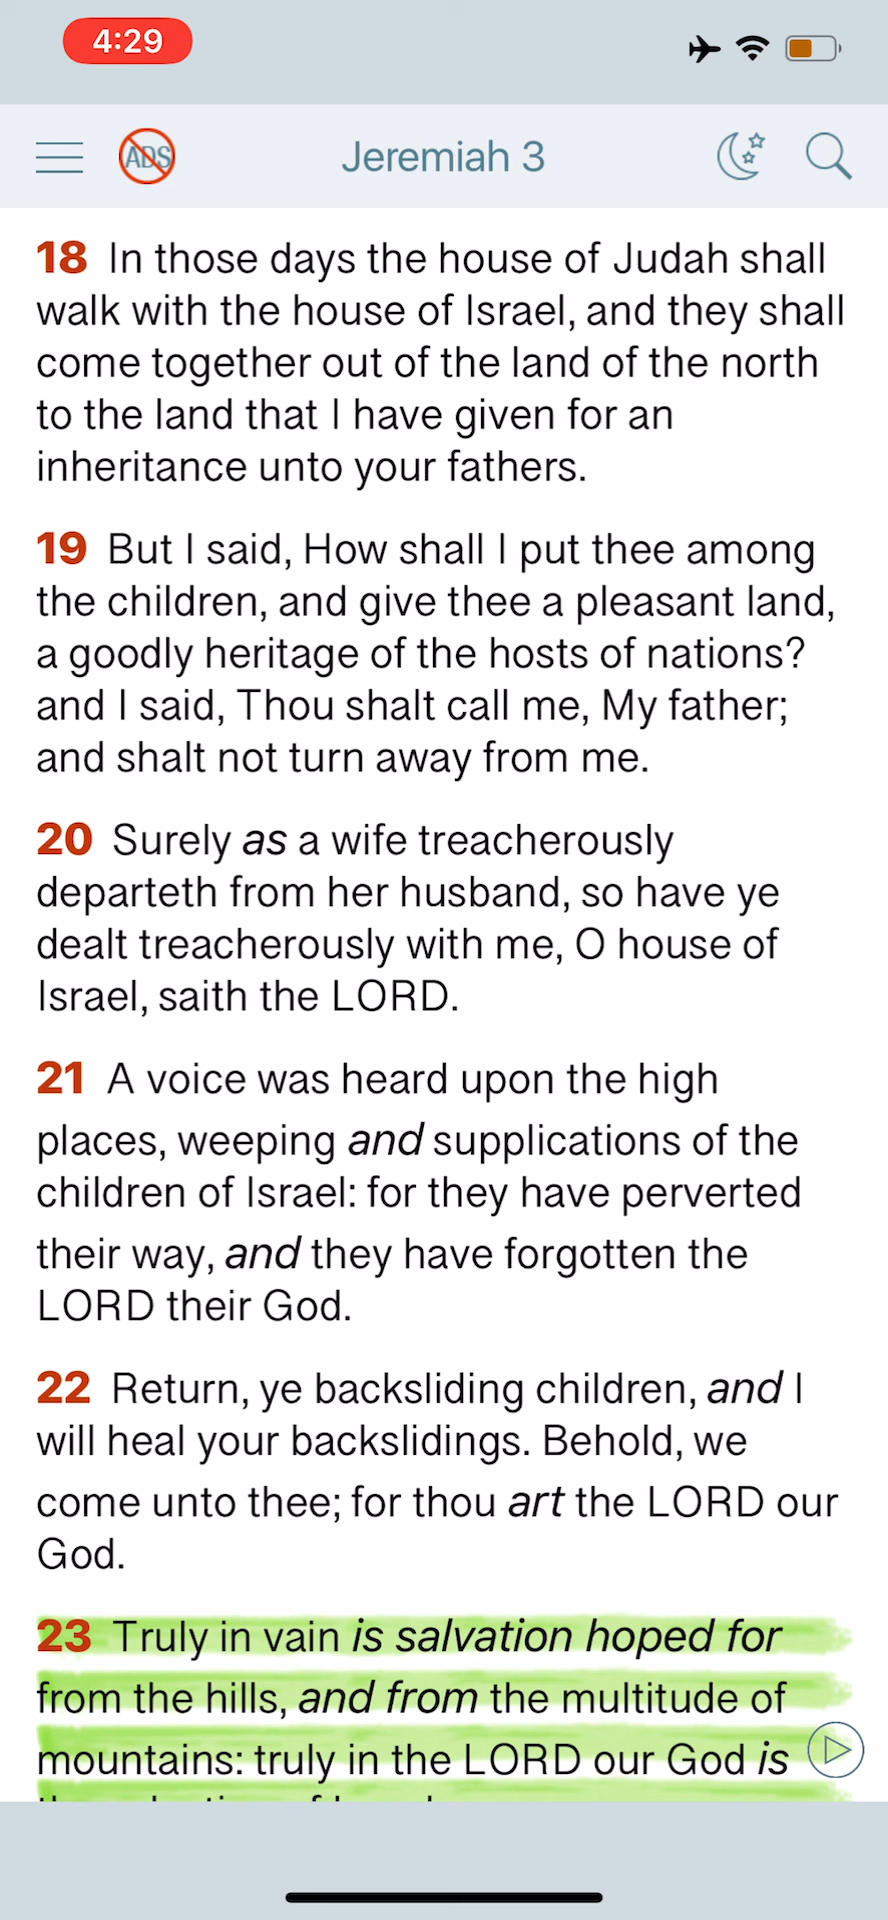 4:29
ADS
Jeremiah 3
18 In those days the house of Judah shall
walk with the house of Israel, and they shall
come together out of the land of the north
to the land that I have given for an
inheritance unto your fathers.
19 But I said, How shall I put thee among
the children, and give thee a pleasant land,
a goodly heritage of the hosts of nations?
and I said, Thou shalt call me, My father;
and shalt not turn away from me.
20 Surely as a wife treacherously
departeth from her husband, so have ye
dealt treacherously with me, O house of
Israel, saith the LORD.
21 A voice was heard upon the high
places, weeping and supplications of the
children of Israel: for they have perverted
their way, and they have forgotten the
LORD their God.
22 Return, ye backsliding children, and I
will heal your backslidings. Behold, we
come unto thee; for thou art the LORD our
God.
23 Truly in vain is salvation hoped for
from the hills, and from the multitude of
mountains: truly in the LORD our God is